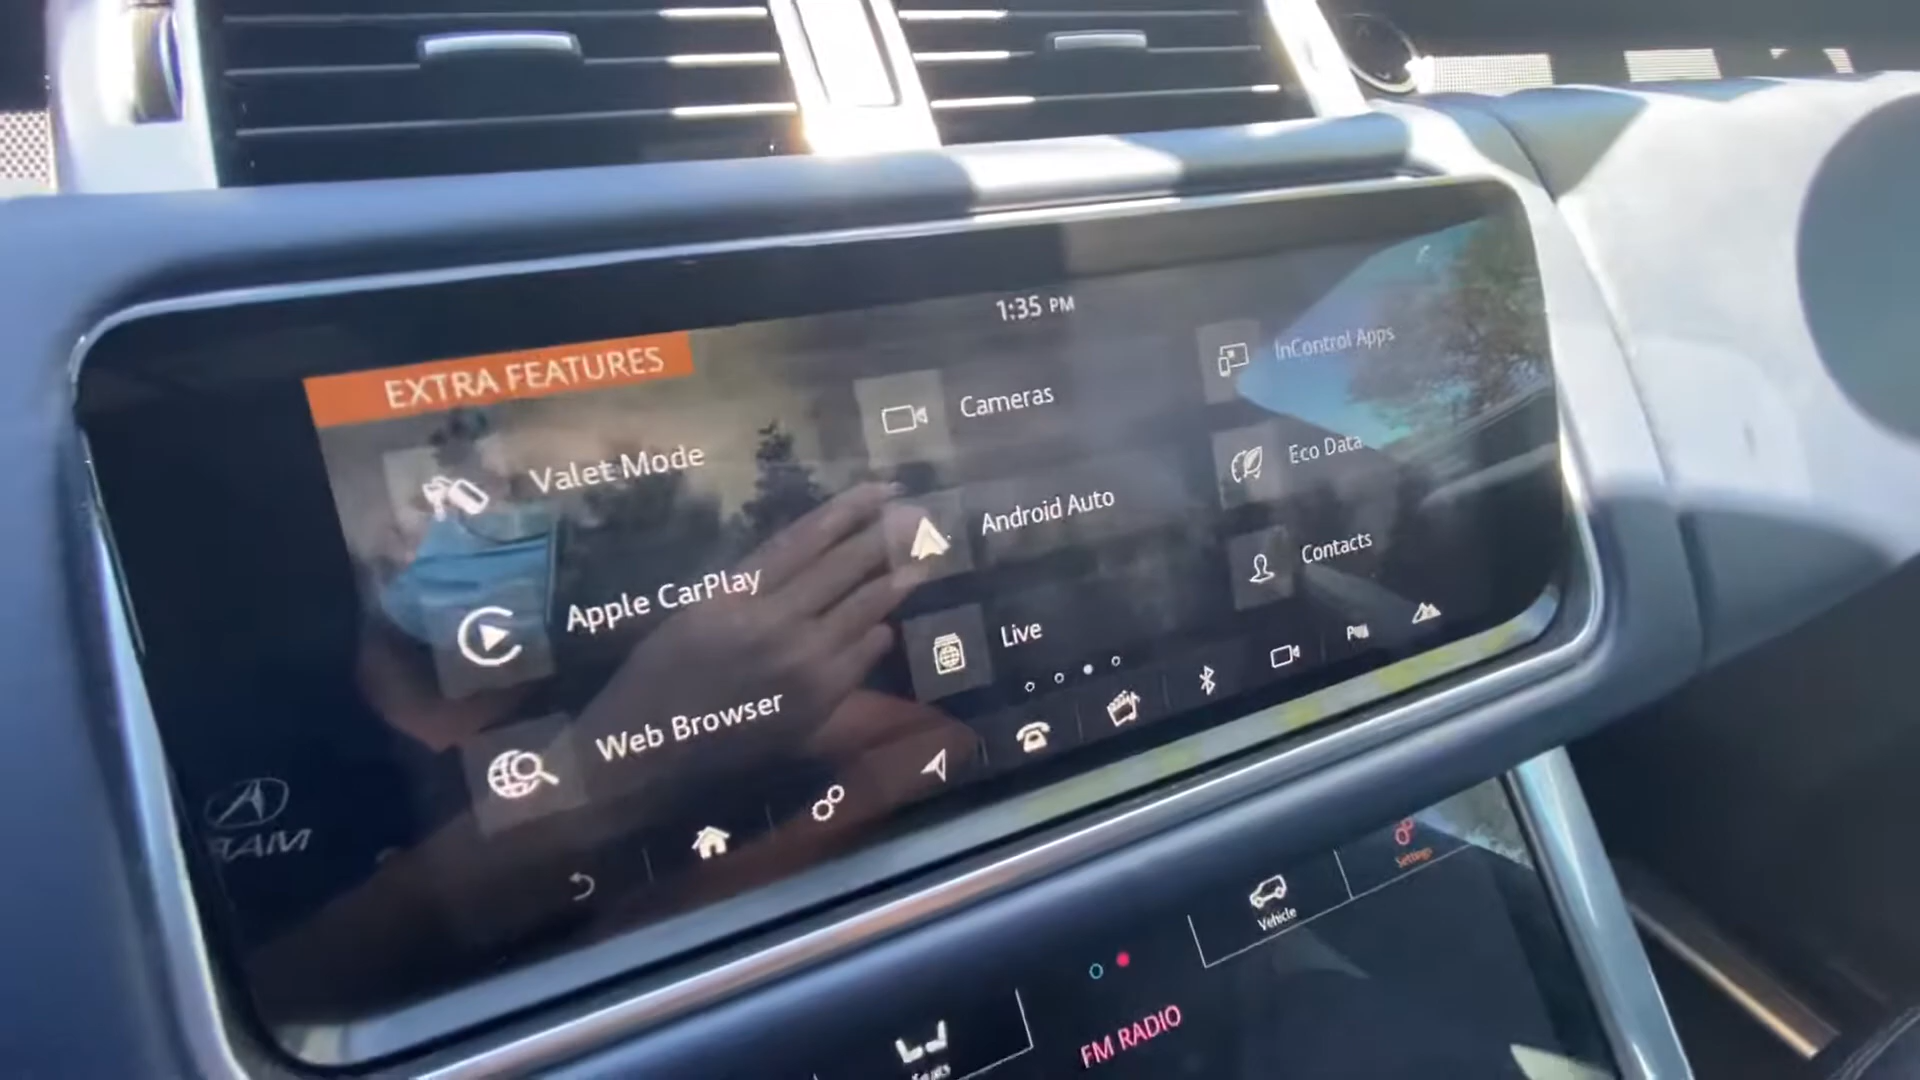 1:35 PM
EXTRA FEATURES
Valet Mode
Cameras
InControl Apps
Apple CarPlay
Android Auto
Eco Data
Web Browser
Live
Contacts
Vehicle
Settings
FM RADIO